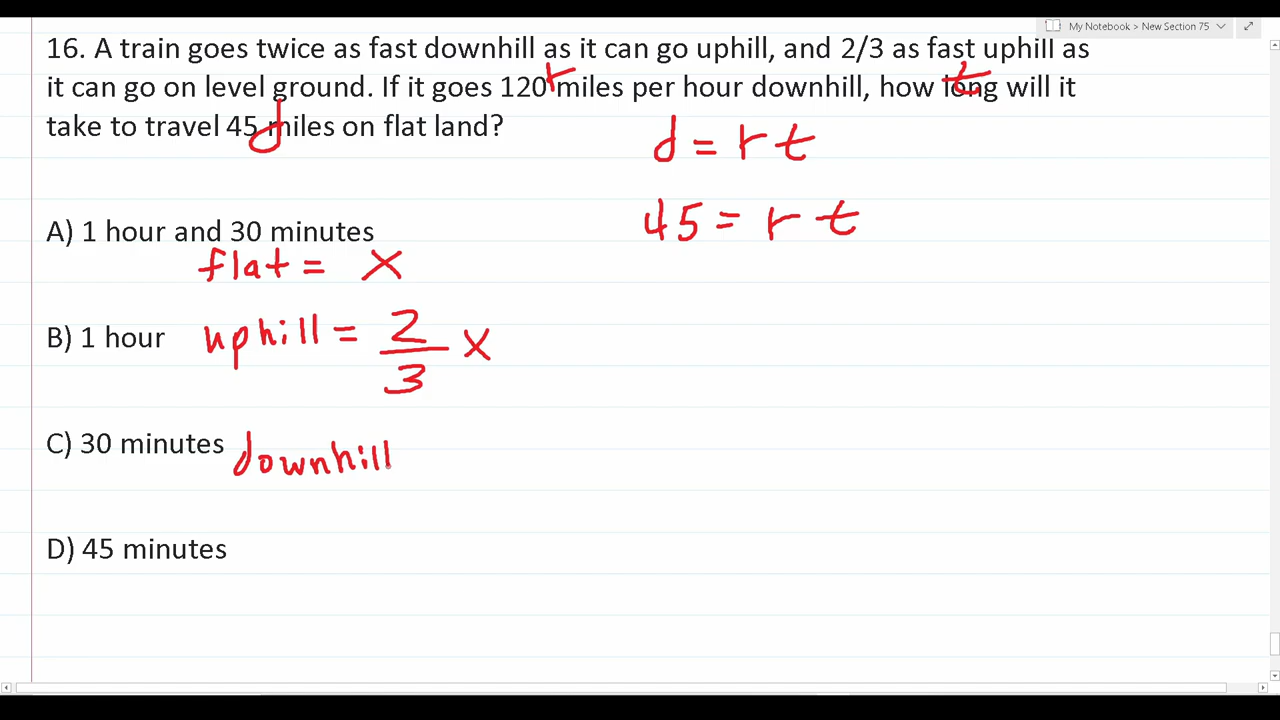 My Notebook > New Section 75
16. A train goes twice as fast downhill as it can go uphill, and 2/3 as fast uphill as
it can go on level ground. If it goes 120 miles per hour downhill, how long will it
r
t
take to travel 45 miles on flat land?
d
d = r t
45 = r t
A) 1 hour and 30 minutes
flat = x
B) 1 hour
uphill = 2/3 x
C) 30 minutes
downhill
D) 45 minutes